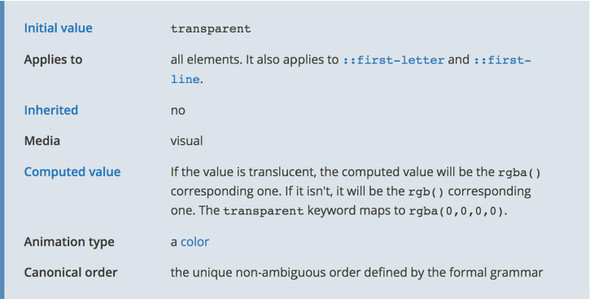 Initial value transparent
Applies to all elements. It also applies to ::first-letter and ::first-
line.
Inherited no
Media visual
Computed value If the value is translucent, the computed value will be the rgba()
corresponding one. If it isn't, it will be the rgb() corresponding
one. The transparent keyword maps to rgba(0,0,0,0).
Animation type a color
Canonical order the unique non-ambiguous order defined by the formal grammar